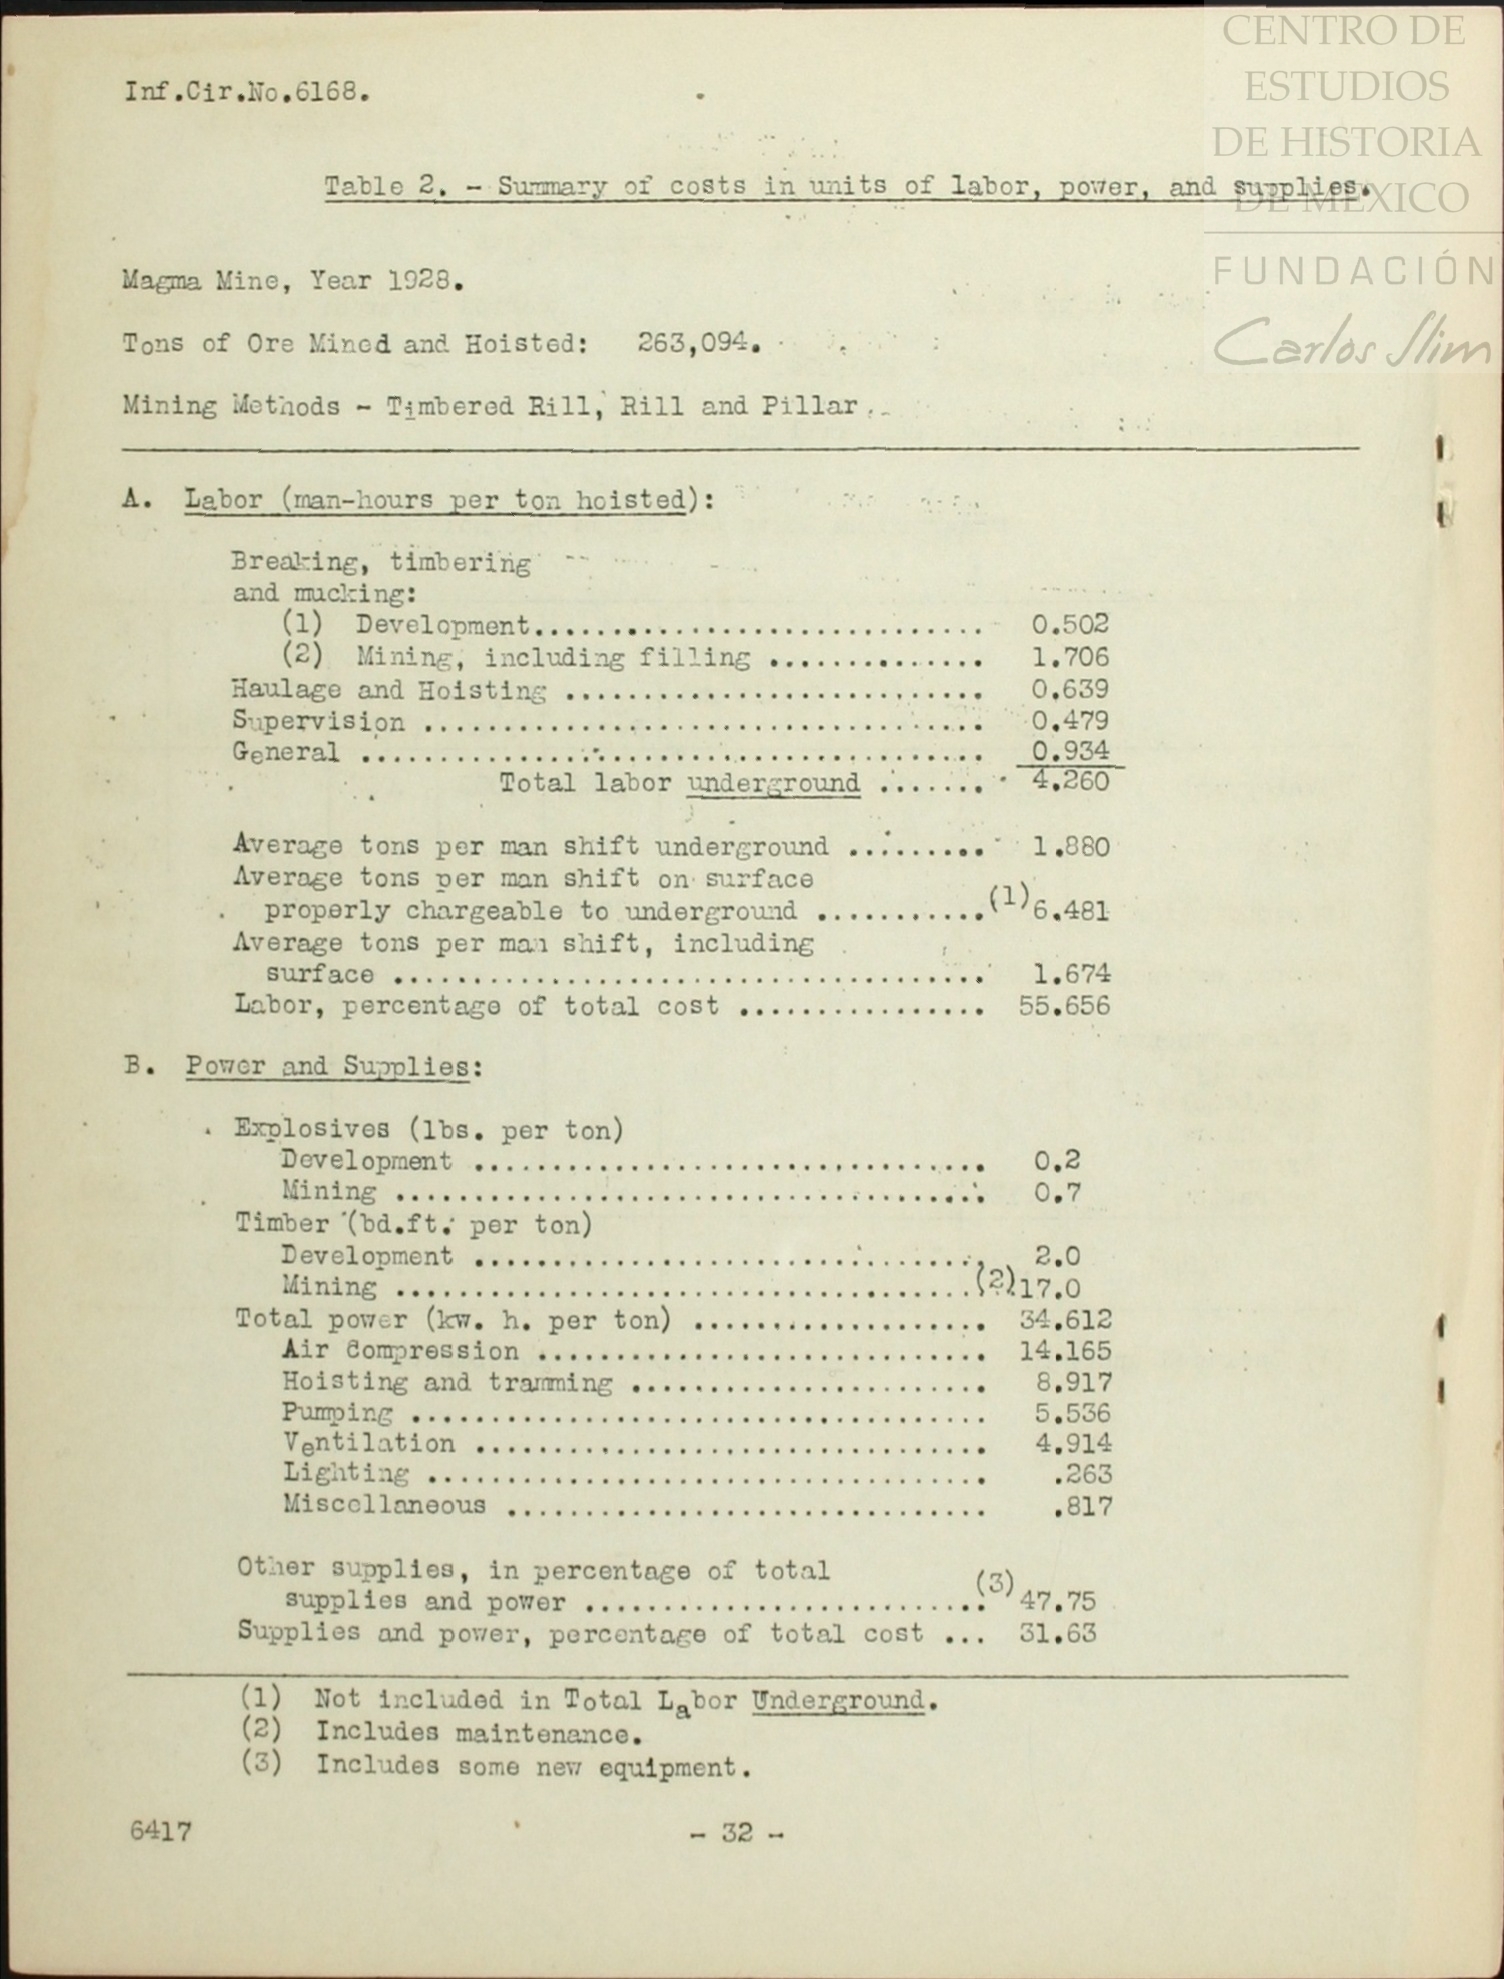 CENTRO DE
ESTUDIOS
DE HISTORIA
DE MEXICO
FUNDACIÓN
Carlos Slim
Inf.Cir.No.6168.
Table 2. - Summary of costs in units of labor, power, and supplies.
Magma Mine, Year 1928.
Tons of Ore Mined and Hoisted: 263,094.
Mining Methods - Timbered Rill, Rill and Pillar.
A. Labor (man-hours per ton hoisted):
Breaking, timbering
and mucking:
(1) Development............................. 0.502
(2) Mining, including filling .............. 1.706
Haulage and Hoisting ........................... 0.639
Supervision .................................... 0.479
General ........................................ 0.934
Total labor underground ....... 4.260
Average tons per man shift underground ......... 1.880
Average tons per man shift on surface
properly chargeable to underground ...........(1)6.481
Average tons per man shift, including
surface ...................................... 1.674
Labor, percentage of total cost ................ 55.656
B. Power and Supplies:
Explosives (lbs. per ton)
Development ................................. 0.2
Mining ...................................... 0.7
Timber (bd.ft. per ton)
Development ................................. 2.0
Mining .....................................(2)17.0
Total power (kw. h. per ton) ................... 34.612
Air Compression ............................. 14.165
Hoisting and tramming ....................... 8.917
Pumping ..................................... 5.536
Ventilation ................................. 4.914
Lighting .................................... .263
Miscellaneous ............................... .817
Other supplies, in percentage of total
supplies and power ..........................(3)47.75
Supplies and power, percentage of total cost ... 31.63
(1) Not included in Total Labor Underground.
(2) Includes maintenance.
(3) Includes some new equipment.
6417
- 32 -